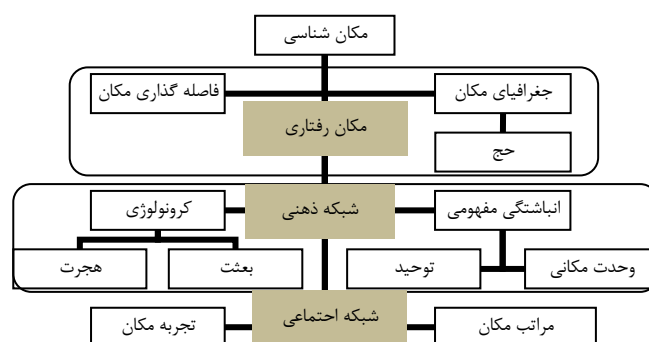 مکان شناسی
جغرافیای مکان
فاصله گذاری مکان
مکان رفتاری
حج
شبکه ذهنی
انباشتگی مفهومی
کرونولوژی
وحدت مکانی
توحید
بعثت
هجرت
شبکه احتماعی
مراتب مکان
تجربه مکان